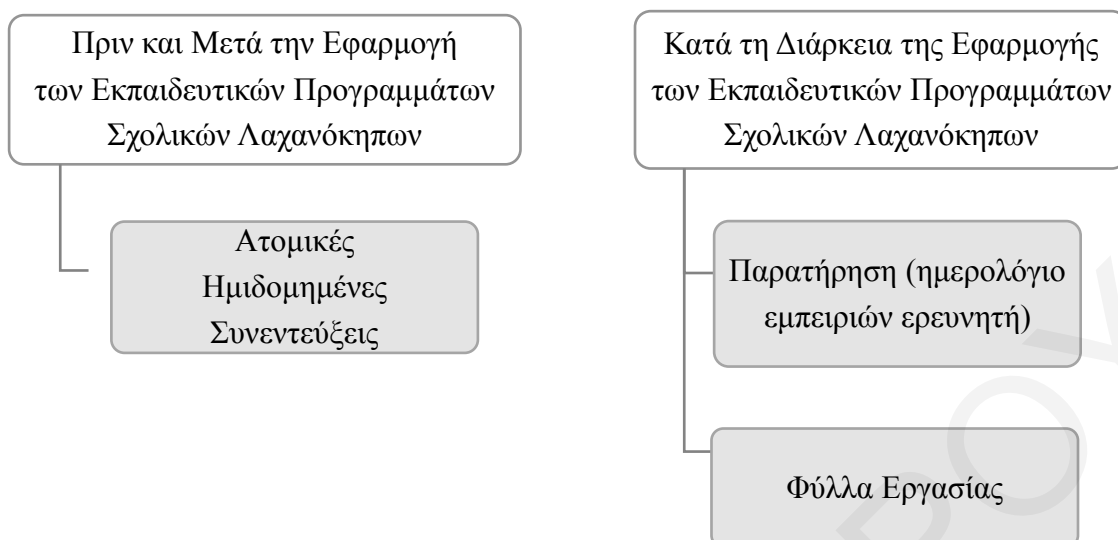 Πριν και Μετά την Εφαρμογή
των Εκπαιδευτικών Προγραμμάτων
Σχολικών Λαχανόκηπων
Ατομικές
Ημιδομημένες
Συνεντεύξεις
Κατά τη Διάρκεια της Εφαρμογής
των Εκπαιδευτικών Προγραμμάτων
Σχολικών Λαχανόκηπων
Παρατήρηση (ημερολόγιο
εμπειριών ερευνητή)
Φύλλα Εργασίας